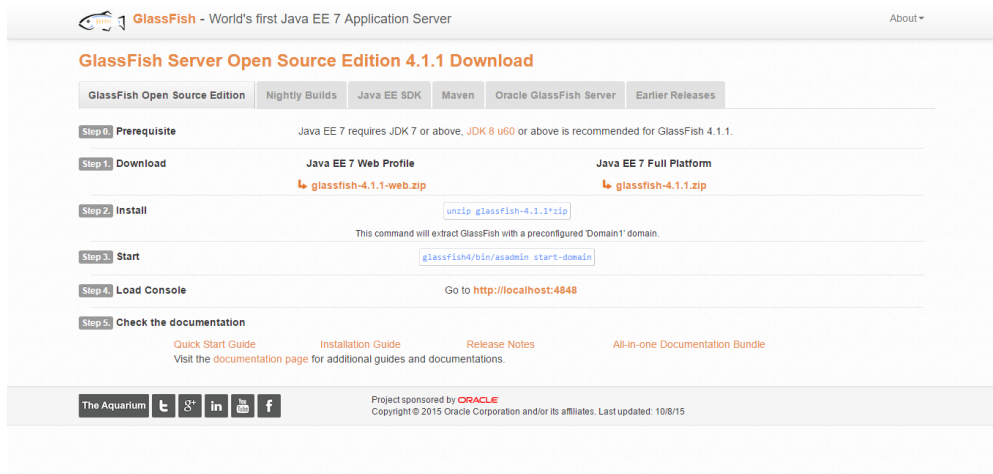 GlassFish - World's first Java EE 7 Application Server
About
GlassFish Server Open Source Edition 4.1.1 Download
GlassFish Open Source Edition
Nightly Builds
Java EE SDK
Maven
Oracle GlassFish Server
Earlier Releases
Step 0. Prerequisite
Java EE 7 requires JDK 7 or above, JDK 8 u60 or above is recommended for GlassFish 4.1.1.
Step 1. Download
Java EE 7 Web Profile
Java EE 7 Full Platform
glassfish-4.1.1-web.zip
glassfish-4.1.1.zip
Step 2. Install
unzip glassfish-4.1.1*zip
This command will extract GlassFish with a preconfigured 'Domain1' domain.
Step 3. Start
glassfish4/bin/asadmin start-domain
Step 4. Load Console
Go to http://localhost:4848
Step 5. Check the documentation
Quick Start Guide
Installation Guide
Release Notes
All-in-one Documentation Bundle
Visit the documentation page for additional guides and documentations.
The Aquarium
g+
in
You Tube
f
Project sponsored by ORACLE
Copyright © 2015 Oracle Corporation and/or its affiliates. Last updated: 10/8/15